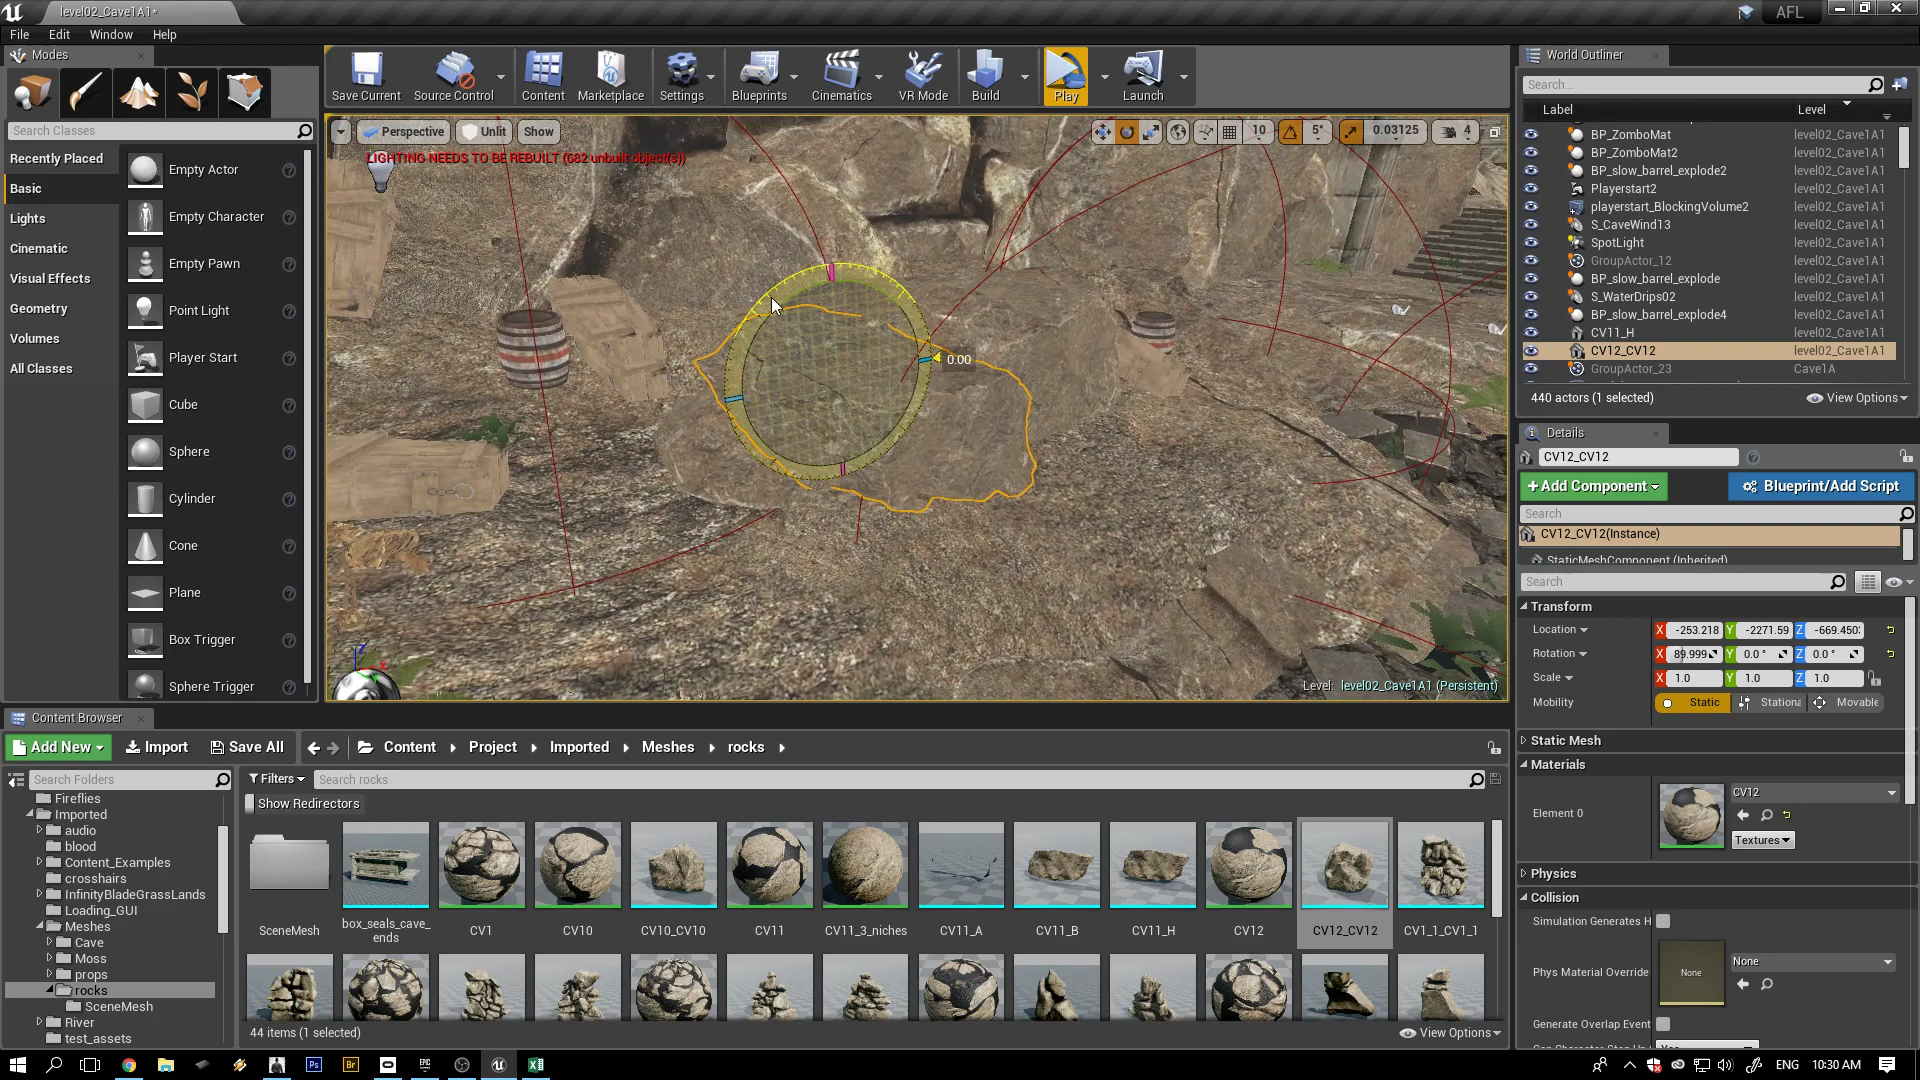 level02_Cave1A1*
AFL
File Edit Window Help
Modes
Search Classes
Recently Placed
Basic
Lights
Cinematic
Visual Effects
Geometry
Volumes
All Classes
Empty Actor
Empty Character
Empty Pawn
Point Light
Player Start
Cube
Sphere
Cylinder
Cone
Plane
Box Trigger
Sphere Trigger
Save Current Source Control Content Marketplace Settings Blueprints Cinematics VR Mode Build Play Launch
Perspective Unlit Show
10 5° 0.03125 4
LIGHTING NEEDS TO BE REBUILT (682 unbuilt object(s))
0.00
Level: level02_Cave1A1 (Persistent)
World Outliner
Search...
Label Level
BP_ZomboMat level02_Cave1A1
BP_ZomboMat2 level02_Cave1A1
BP_slow_barrel_explode2 level02_Cave1A1
Playerstart2 level02_Cave1A1
playerstart_BlockingVolume2 level02_Cave1A1
S_CaveWind13 level02_Cave1A1
SpotLight level02_Cave1A1
GroupActor_12 level02_Cave1A1
BP_slow_barrel_explode level02_Cave1A1
S_WaterDrips02 level02_Cave1A1
BP_slow_barrel_explode4 level02_Cave1A1
CV11_H level02_Cave1A1
CV12_CV12 level02_Cave1A1
GroupActor_23 Cave1A
440 actors (1 selected) View Options
Details
CV12_CV12
+Add Component Blueprint/Add Script
Search
CV12_CV12(Instance)
StaticMeshComponent (Inherited)
Search
Transform
Location X -253.218 Y -2271.59 Z -669.450
Rotation X 89.999 Y 0.0 ° Z 0.0 °
Scale X 1.0 Y 1.0 Z 1.0
Mobility Static Stationa Movable
Static Mesh
Materials
Element 0
CV12
Textures
Physics
Collision
Simulation Generates H
Phys Material Override
None
None
Generate Overlap Event
Content Browser
Add New Import Save All Content Project Imported Meshes rocks
Search Folders
Fireflies
Imported
audio
blood
Content_Examples
crosshairs
InfinityBladeGrassLands
Loading_GUI
Meshes
Cave
Moss
props
rocks
SceneMesh
River
test_assets
Filters Search rocks
Show Redirectors
SceneMesh box_seals_cave_ends CV1 CV10 CV10_CV10 CV11 CV11_3_niches CV11_A CV11_B CV11_H CV12 CV12_CV12 CV1_1_CV1_1
44 items (1 selected) View Options
Ps Br EPIC
ENG 10:30 AM